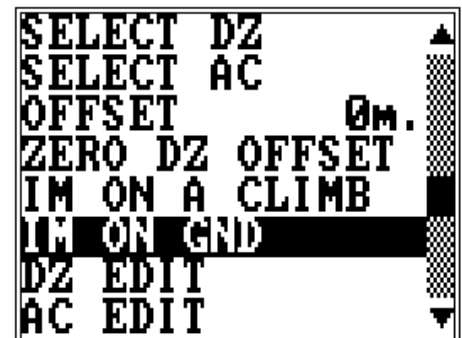 SELECT DZ
SELECT AC
OFFSET 0m.
ZERO DZ OFFSET
IM ON A CLIMB
IM ON GND
DZ EDIT
AC EDIT